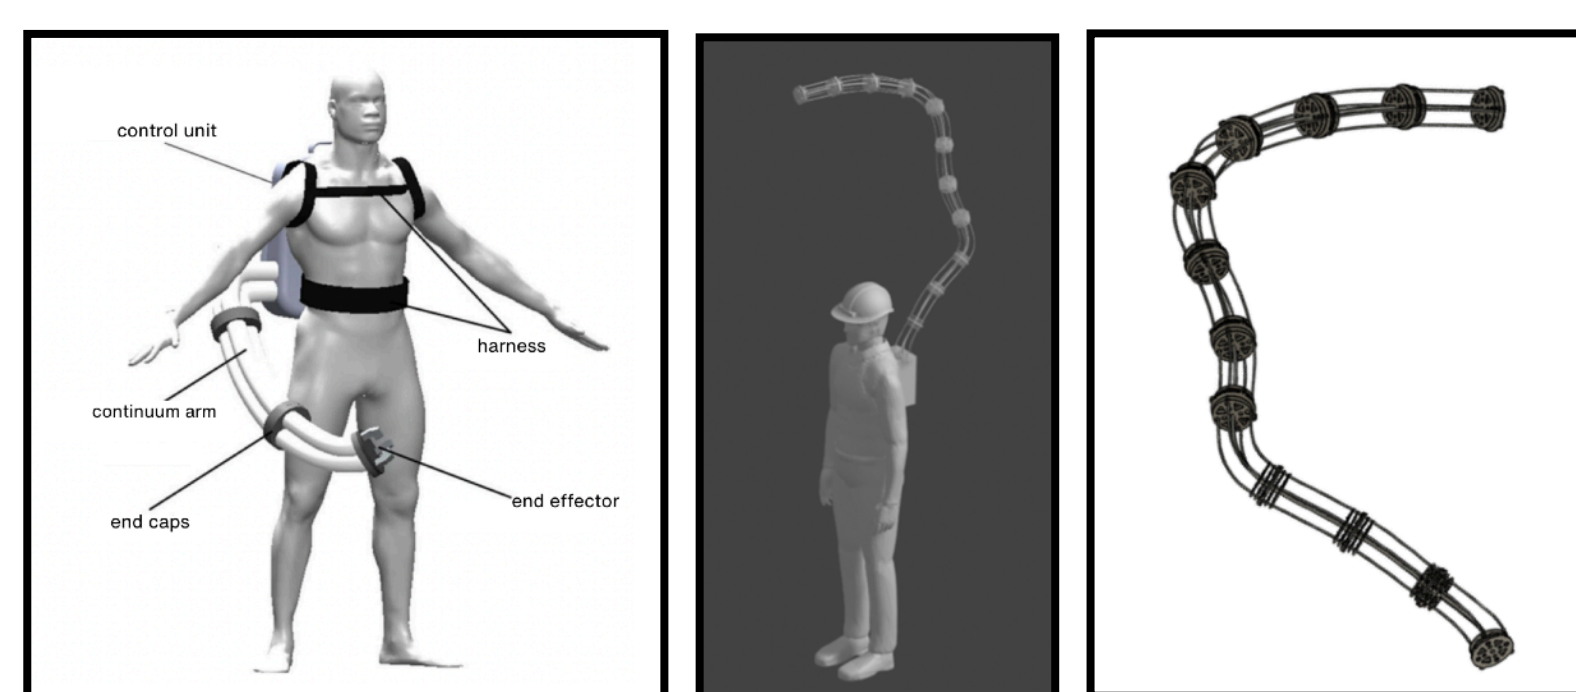 control unit
harness
continuum arm
end effector
end caps